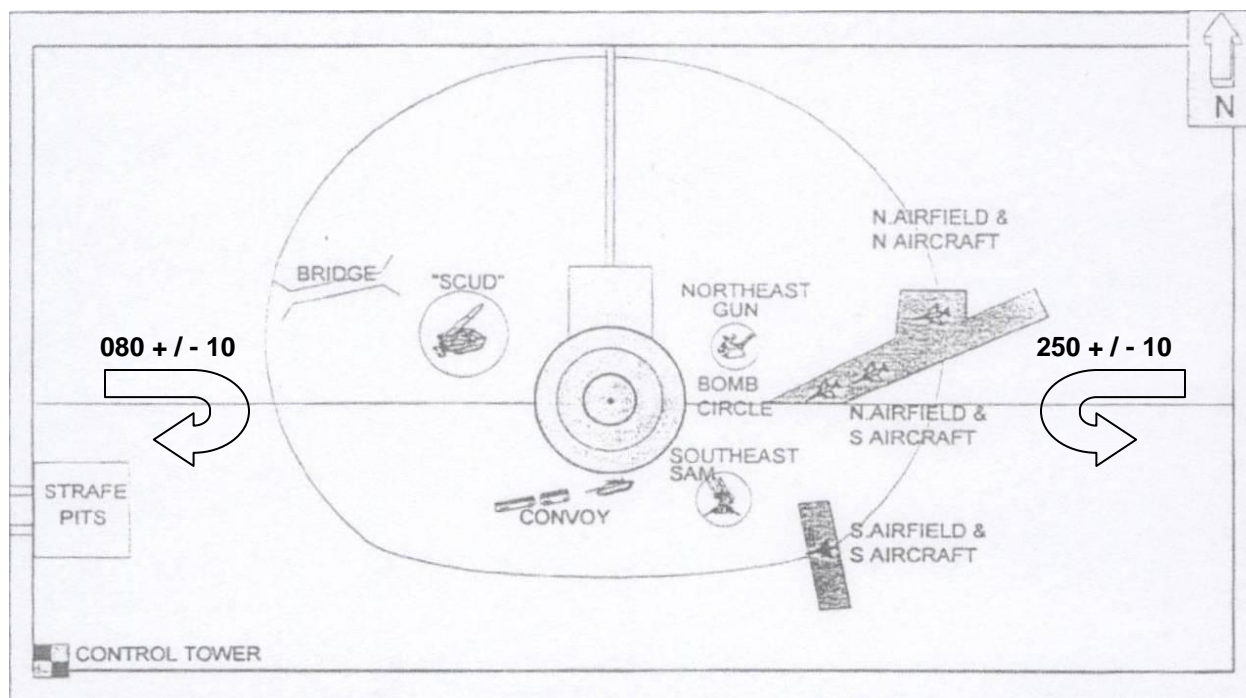 N
N.AIRFIELD &
N AIRCRAFT
BRIDGE
"SCUD"
NORTHEAST
GUN
080 + / - 10
250 + / - 10
BOMB
CIRCLE
N.AIRFIELD &
S AIRCRAFT
SOUTHEAST
SAM
STRAFE
PITS
CONVOY
S.AIRFIELD &
S AIRCRAFT
CONTROL TOWER